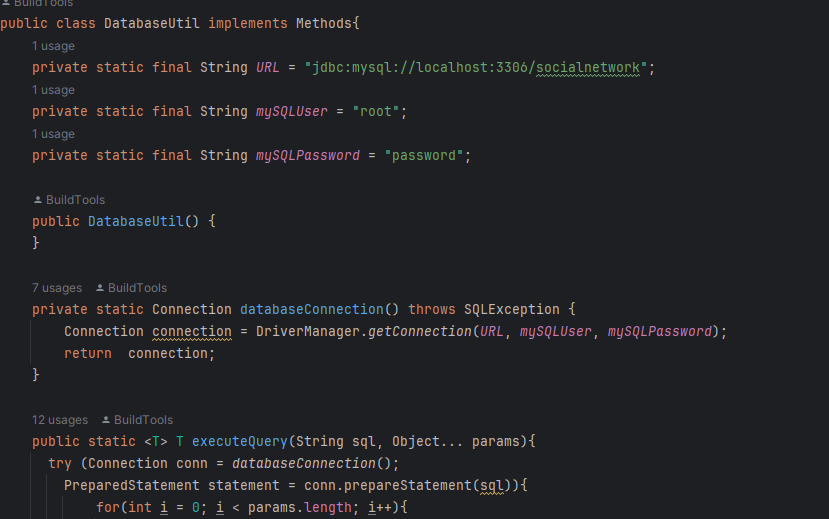 BuildTools
public class DatabaseUtil implements Methods{
1 usage
private static final String URL = "jdbc:mysql://localhost:3306/socialnetwork";
1 usage
private static final String mySQLUser = "root";
1 usage
private static final String mySQLPassword = "password";
BuildTools
public DatabaseUtil() {
}
7 usages BuildTools
private static Connection databaseConnection() throws SQLException {
Connection connection = DriverManager.getConnection(URL, mySQLUser, mySQLPassword);
return  connection;
}
12 usages BuildTools
public static <T> T executeQuery(String sql, Object... params){
try (Connection conn = databaseConnection();
PreparedStatement statement = conn.prepareStatement(sql)){
for(int i = 0; i < params.length; i++){